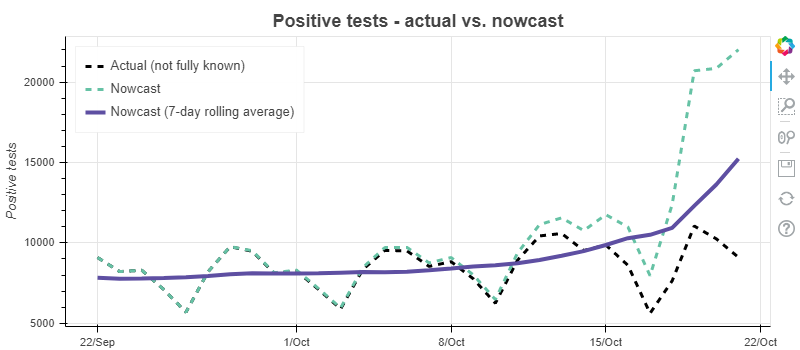 Positive tests - actual vs. nowcast
Actual (not fully known)
Nowcast
Nowcast (7-day rolling average)
Positive tests
20000
15000
10000
5000
22/Sep 1/Oct 8/Oct 15/Oct 22/Oct